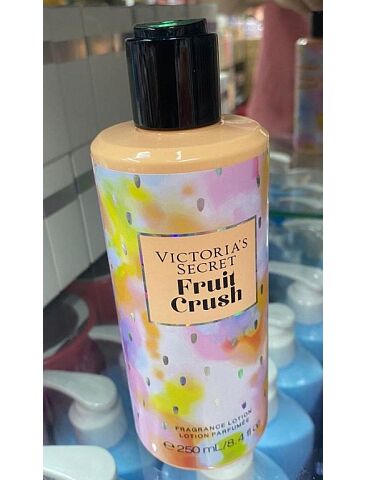 VICTORIA'S
SECRET
Fruit
Crush
FRAGRANCE LOTION
LOTION PARFUMÉE
℮ 250 mL/8.4 fl oz